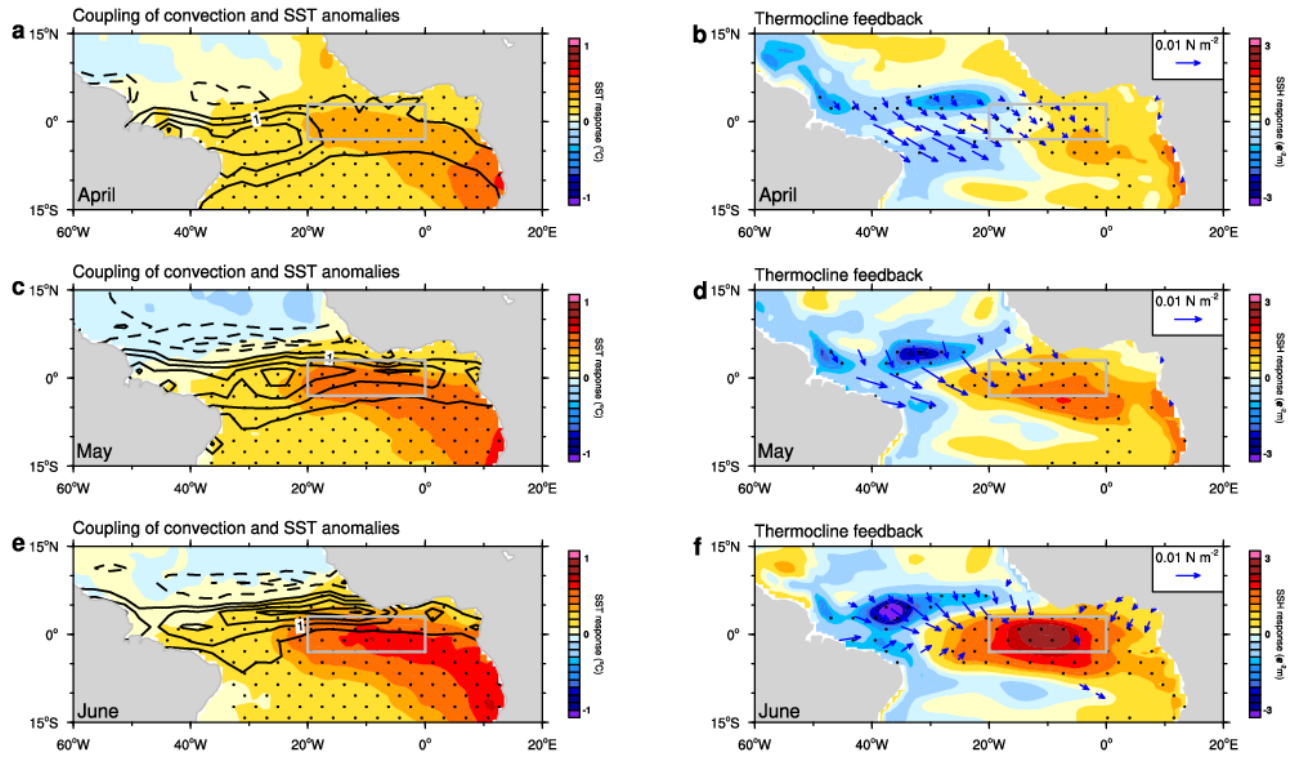 a Coupling of convection and SST anomalies
15°N
0°
15°S
1
April
60°W 40°W 20°W 0° 20°E
1
0
-1
SST response (°C)
b Thermocline feedback
15°N
0°
15°S
0.01 N m⁻²
April
60°W 40°W 20°W 0° 20°E
3
0
-3
SSH response
c Coupling of convection and SST anomalies
15°N
0°
15°S
1
May
60°W 40°W 20°W 0° 20°E
1
0
-1
SST response (°C)
d Thermocline feedback
15°N
0°
15°S
0.01 N m⁻²
May
60°W 40°W 20°W 0° 20°E
3
0
-3
SSH response
e Coupling of convection and SST anomalies
15°N
0°
15°S
1
June
60°W 40°W 20°W 0° 20°E
1
0
-1
SST response (°C)
f Thermocline feedback
15°N
0°
15°S
0.01 N m⁻²
June
60°W 40°W 20°W 0° 20°E
3
0
-3
SSH response